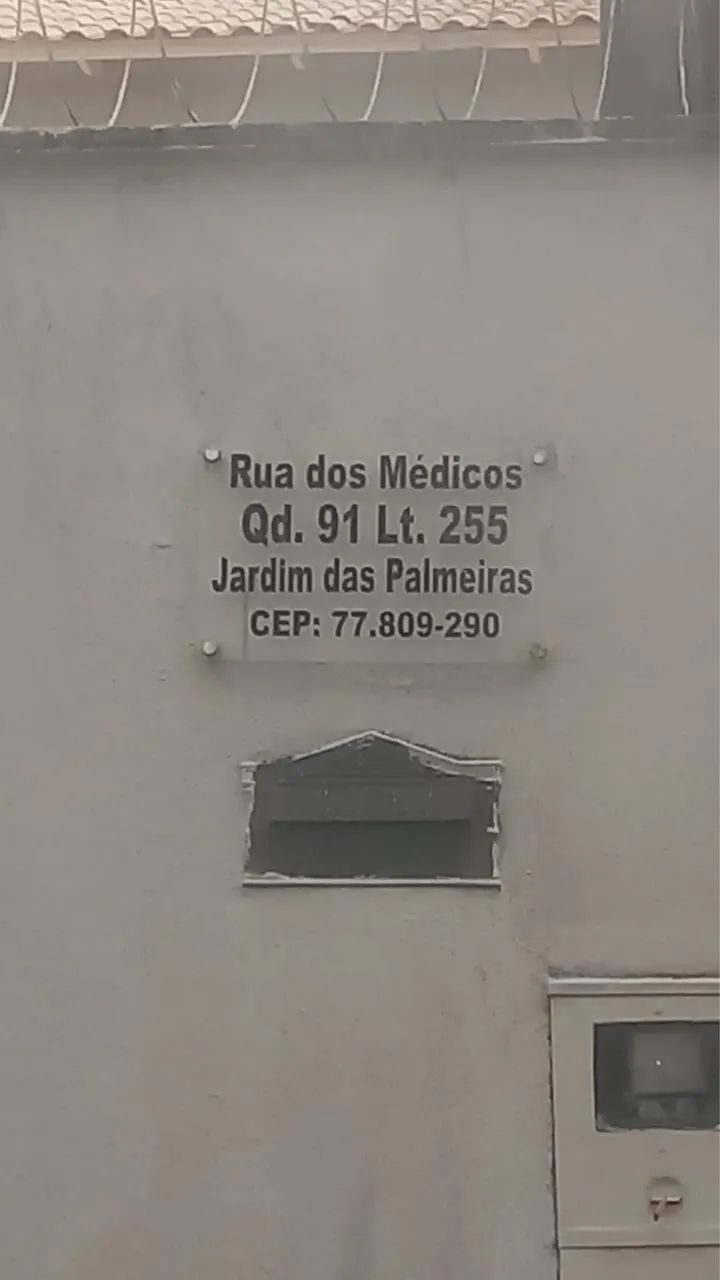 Rua dos Médicos
Qd. 91 Lt. 255
Jardim das Palmeiras
CEP: 77.809-290